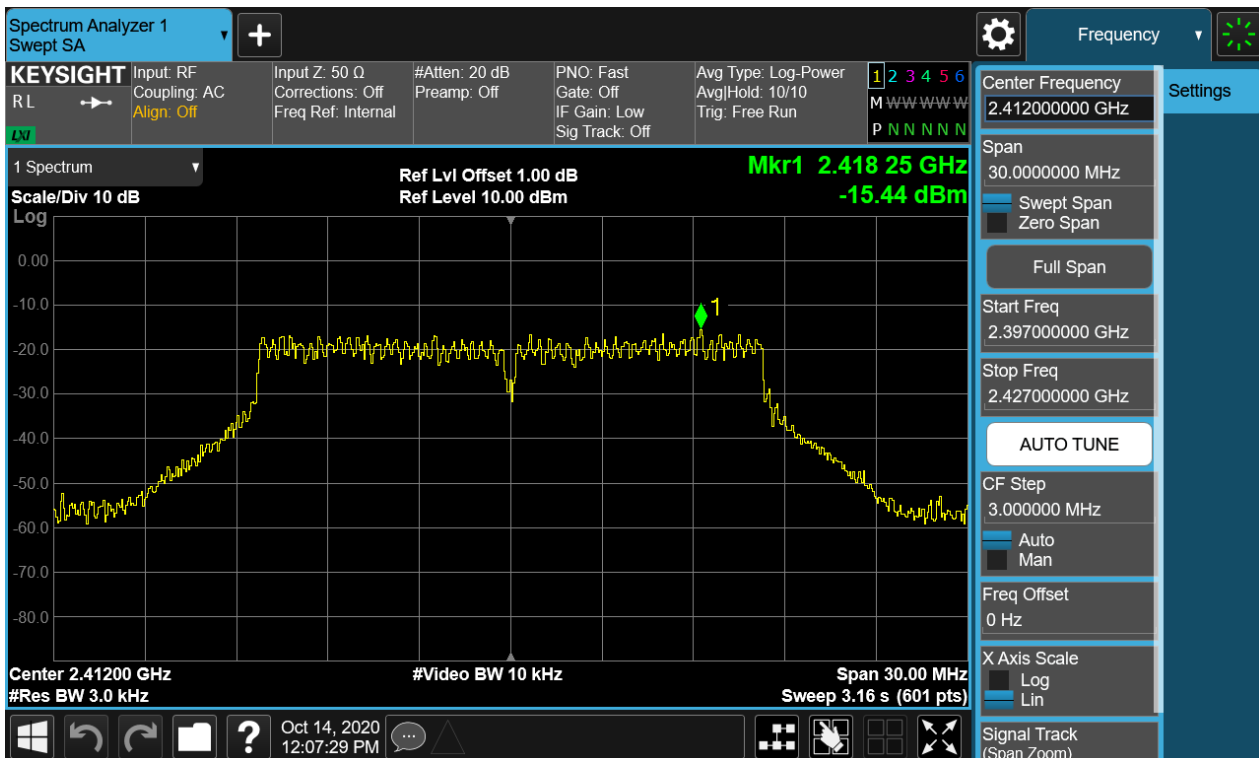 Spectrum Analyzer 1
Swept SA
Frequency
KEYSIGHT
R L
LXI
Input: RF
Coupling: AC
Align: Off
Input Z: 50 Ω
Corrections: Off
Freq Ref: Internal
#Atten: 20 dB
Preamp: Off
PNO: Fast
Gate: Off
IF Gain: Low
Sig Track: Off
Avg Type: Log-Power
Avg|Hold: 10/10
Trig: Free Run
1 2 3 4 5 6
M W W W W W
P N N N N N
1 Spectrum
Scale/Div 10 dB
Ref Lvl Offset 1.00 dB
Ref Level 10.00 dBm
Mkr1 2.418 25 GHz
-15.44 dBm
Log
0.00
-10.0
-20.0
-30.0
-40.0
-50.0
-60.0
-70.0
-80.0
1
Center 2.41200 GHz
#Res BW 3.0 kHz
#Video BW 10 kHz
Span 30.00 MHz
Sweep 3.16 s (601 pts)
Center Frequency
2.412000000 GHz
Span
30.0000000 MHz
Swept Span
Zero Span
Full Span
Start Freq
2.397000000 GHz
Stop Freq
2.427000000 GHz
AUTO TUNE
CF Step
3.000000 MHz
Auto
Man
Freq Offset
0 Hz
X Axis Scale
Log
Lin
Signal Track
(Span Zoom)
Settings
?
Oct 14, 2020
12:07:29 PM